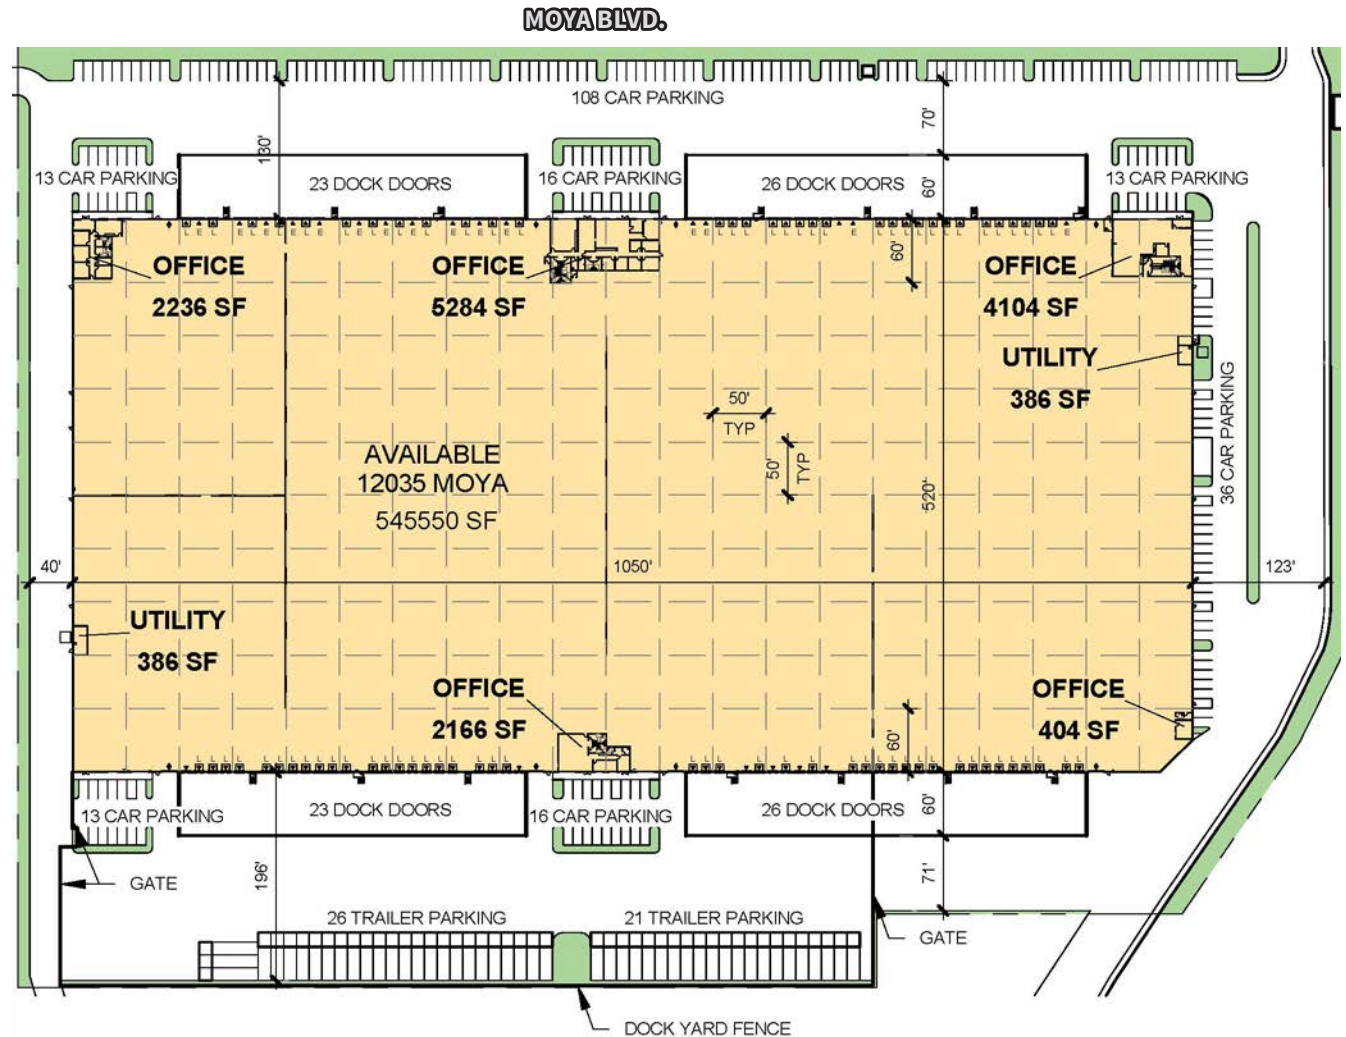 MOYA BLVD.
108 CAR PARKING
70'
130'
13 CAR PARKING
23 DOCK DOORS
16 CAR PARKING
26 DOCK DOORS
60'
13 CAR PARKING
OFFICE
2236 SF
OFFICE
5284 SF
60'
OFFICE
4104 SF
UTILITY
386 SF
50'
TYP
36 CAR PARKING
AVAILABLE
12035 MOYA
545550 SF
50'
TYP
520'
40'
1050'
123'
UTILITY
386 SF
OFFICE
2166 SF
OFFICE
404 SF
60'
13 CAR PARKING
23 DOCK DOORS
16 CAR PARKING
26 DOCK DOORS
60'
196'
71'
GATE
26 TRAILER PARKING
21 TRAILER PARKING
GATE
DOCK YARD FENCE